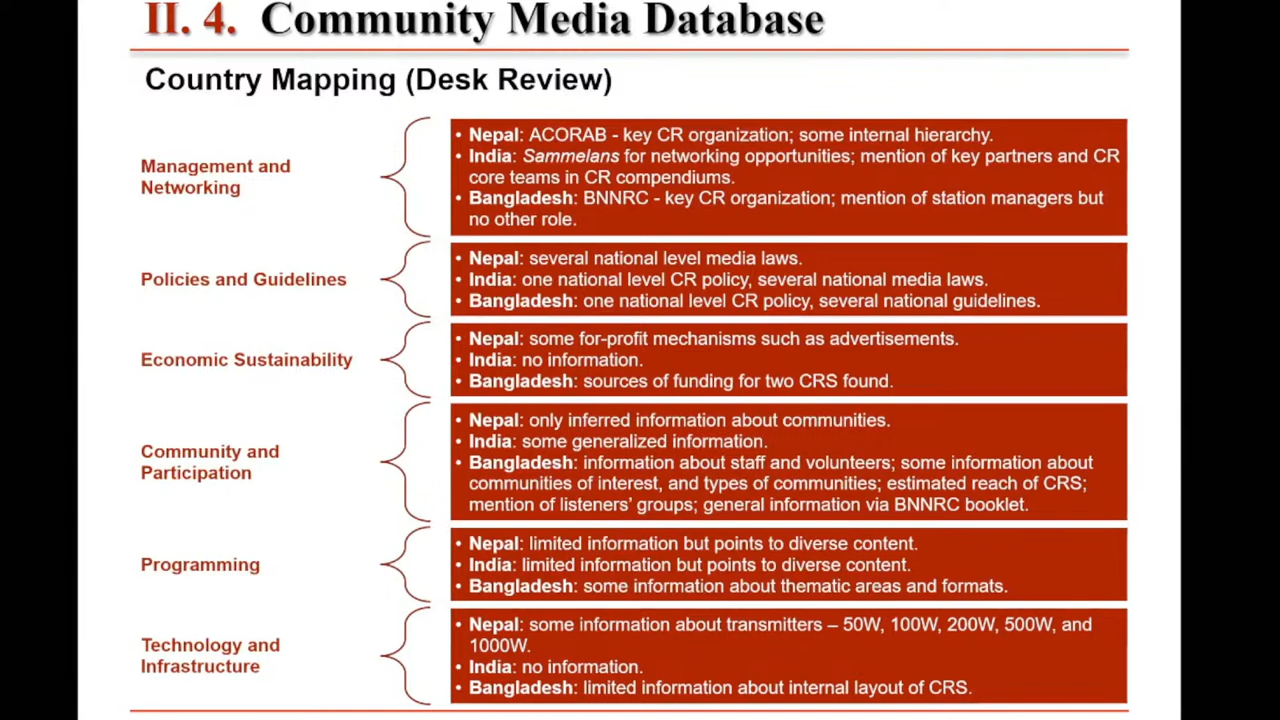 II. 4. Community Media Database
Country Mapping (Desk Review)
Management and
Networking
• Nepal: ACORAB - key CR organization; some internal hierarchy.
• India: Sammelans for networking opportunities; mention of key partners and CR
core teams in CR compendiums.
• Bangladesh: BNNRC - key CR organization; mention of station managers but
no other role.
Policies and Guidelines
• Nepal: several national level media laws.
• India: one national level CR policy, several national media laws.
• Bangladesh: one national level CR policy, several national guidelines.
Economic Sustainability
• Nepal: some for-profit mechanisms such as advertisements.
• India: no information.
• Bangladesh: sources of funding for two CRS found.
Community and
Participation
• Nepal: only inferred information about communities.
• India: some generalized information.
• Bangladesh: information about staff and volunteers; some information about
communities of interest, and types of communities; estimated reach of CRS;
mention of listeners' groups; general information via BNNRC booklet.
Programming
• Nepal: limited information but points to diverse content.
• India: limited information but points to diverse content.
• Bangladesh: some information about thematic areas and formats.
Technology and
Infrastructure
• Nepal: some information about transmitters – 50W, 100W, 200W, 500W, and
1000W.
• India: no information.
• Bangladesh: limited information about internal layout of CRS.